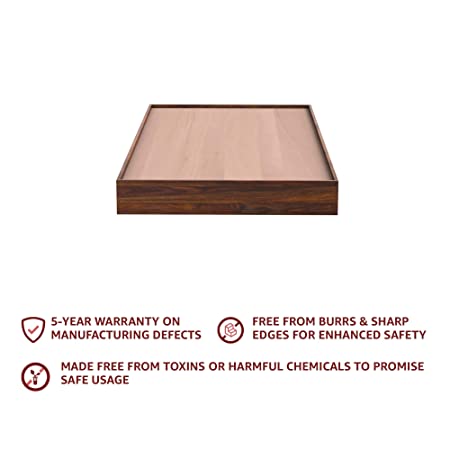 5-YEAR WARRANTY ON
MANUFACTURING DEFECTS
FREE FROM BURRS & SHARP
EDGES FOR ENHANCED SAFETY
MADE FREE FROM TOXINS OR HARMFUL CHEMICALS TO PROMISE
SAFE USAGE